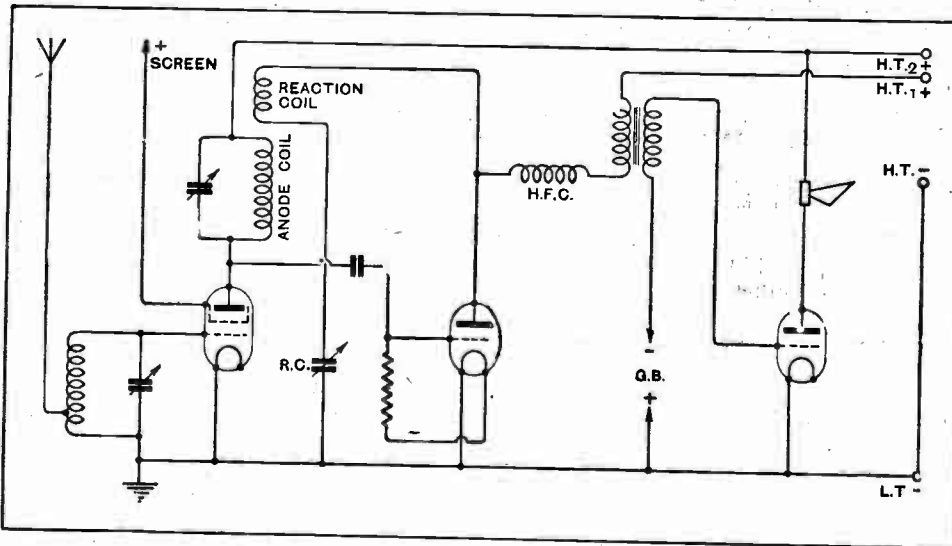 +
SCREEN
REACTION
COIL
ANODE COIL
H.T.2 +
H.T.1 +
H.T. -
H.F.C.
R.C.
-
G.B.
+
L.T -